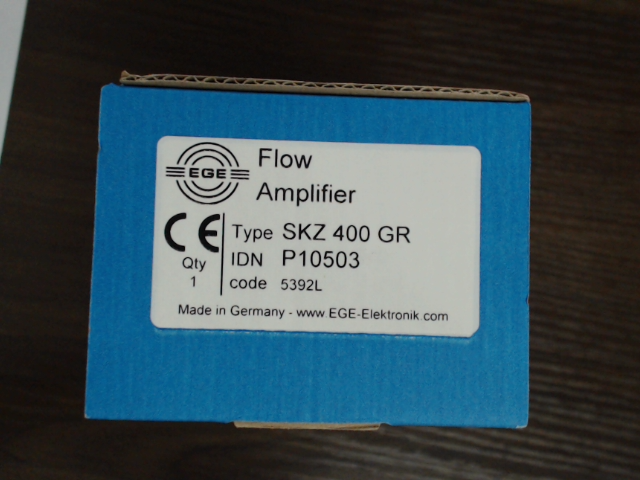 EGE
Flow
Amplifier
CE
Type SKZ 400 GR
Qty
1
IDN P10503
code 5392L
Made in Germany - www EGE-Elektronik com